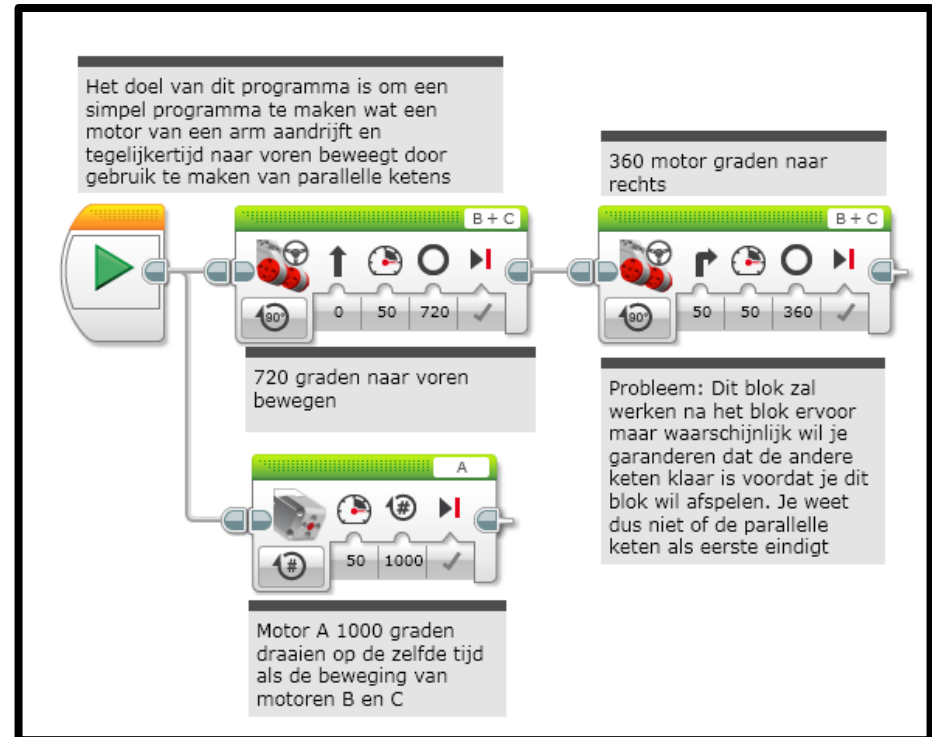 Het doel van dit programma is om een
simpel programma te maken wat een
motor van een arm aandrijft en
tegelijkertijd naar voren beweegt door
gebruik te maken van parallelle ketens
360 motor graden naar
rechts
B + C
0 50 720
B + C
50 50 360
720 graden naar voren
bewegen
Probleem: Dit blok zal
werken na het blok ervoor
maar waarschijnlijk wil je
garanderen dat de andere
keten klaar is voordat je dit
blok wil afspelen. Je weet
dus niet of de parallelle
keten als eerste eindigt
A
#
50 1000
#
Motor A 1000 graden
draaien op de zelfde tijd
als de beweging van
motoren B en C